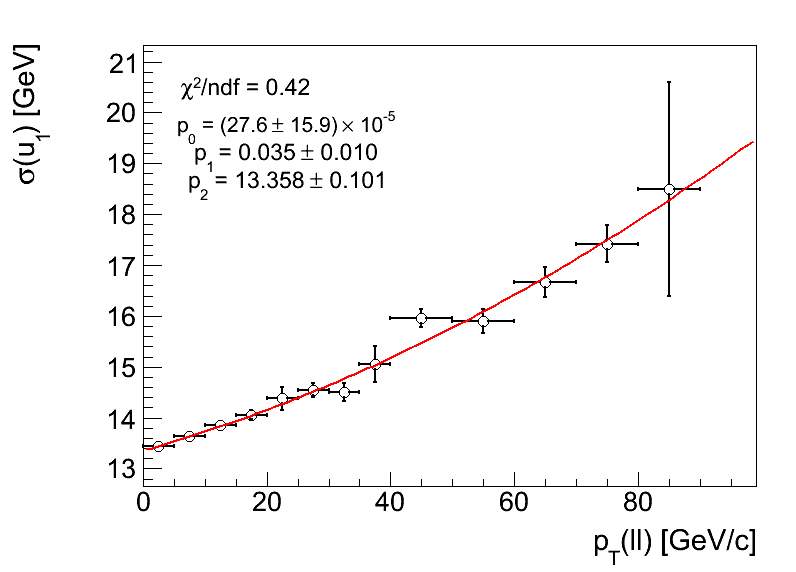 σ(u₁) [GeV]
21
20
19
18
17
16
15
14
13
χ²/ndf = 0.42
p₀ = (27.6 ± 15.9) × 10⁻⁵
p₁ = 0.035 ± 0.010
p₂ = 13.358 ± 0.101
0 20 40 60 80
p_T(ll) [GeV/c]